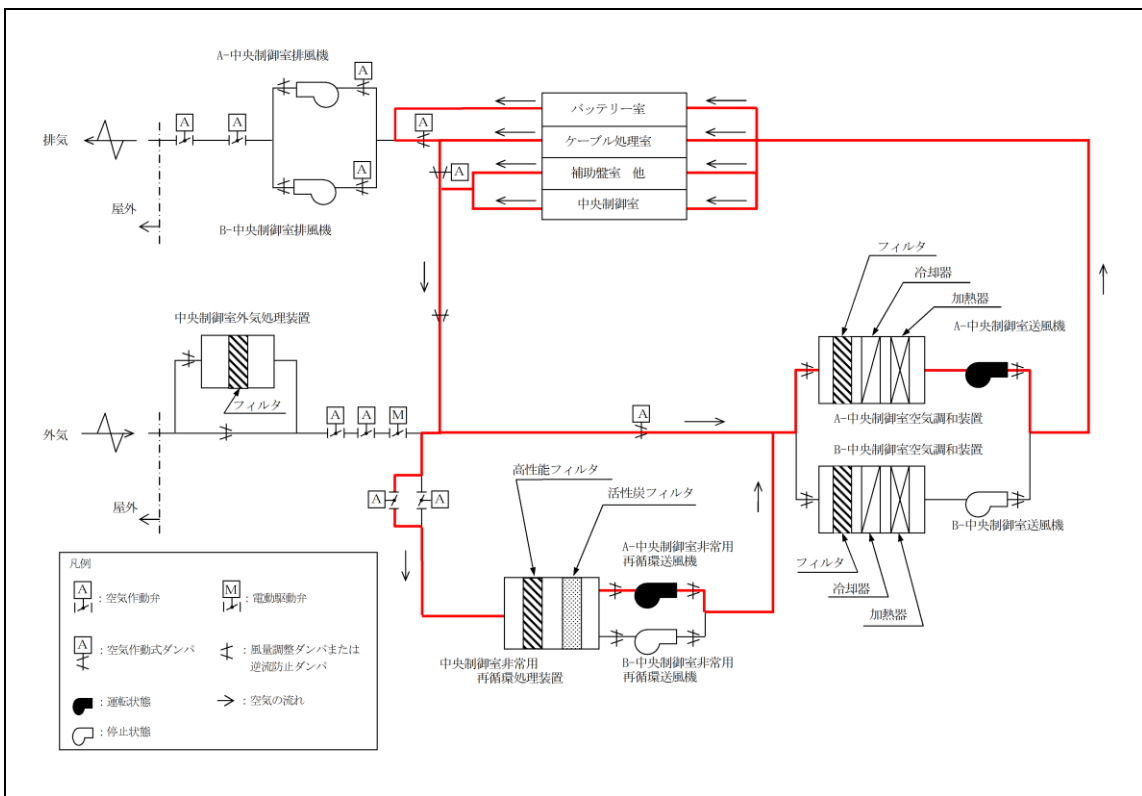 A-中央制御室排風機
A
A
A
A
A
排気
屋外
B-中央制御室排風機
バッテリー室
ケーブル処理室
補助盤室 他
中央制御室
A
フィルタ
冷却器
加熱器
A-中央制御室送風機
中央制御室外気処理装置
フィルタ
外気
屋外
A
A
M
A
A-中央制御室空気調和装置
B-中央制御室空気調和装置
B-中央制御室送風機
フィルタ
冷却器
加熱器
高性能フィルタ
活性炭フィルタ
A
A
A-中央制御室非常用
再循環送風機
中央制御室非常用
再循環処理装置
B-中央制御室非常用
再循環送風機
凡例
A
：空気作動弁
M
：電動駆動弁
A
：空気作動式ダンパ
：風量調整ダンパまたは
逆流防止ダンパ
：運転状態
：空気の流れ
：停止状態